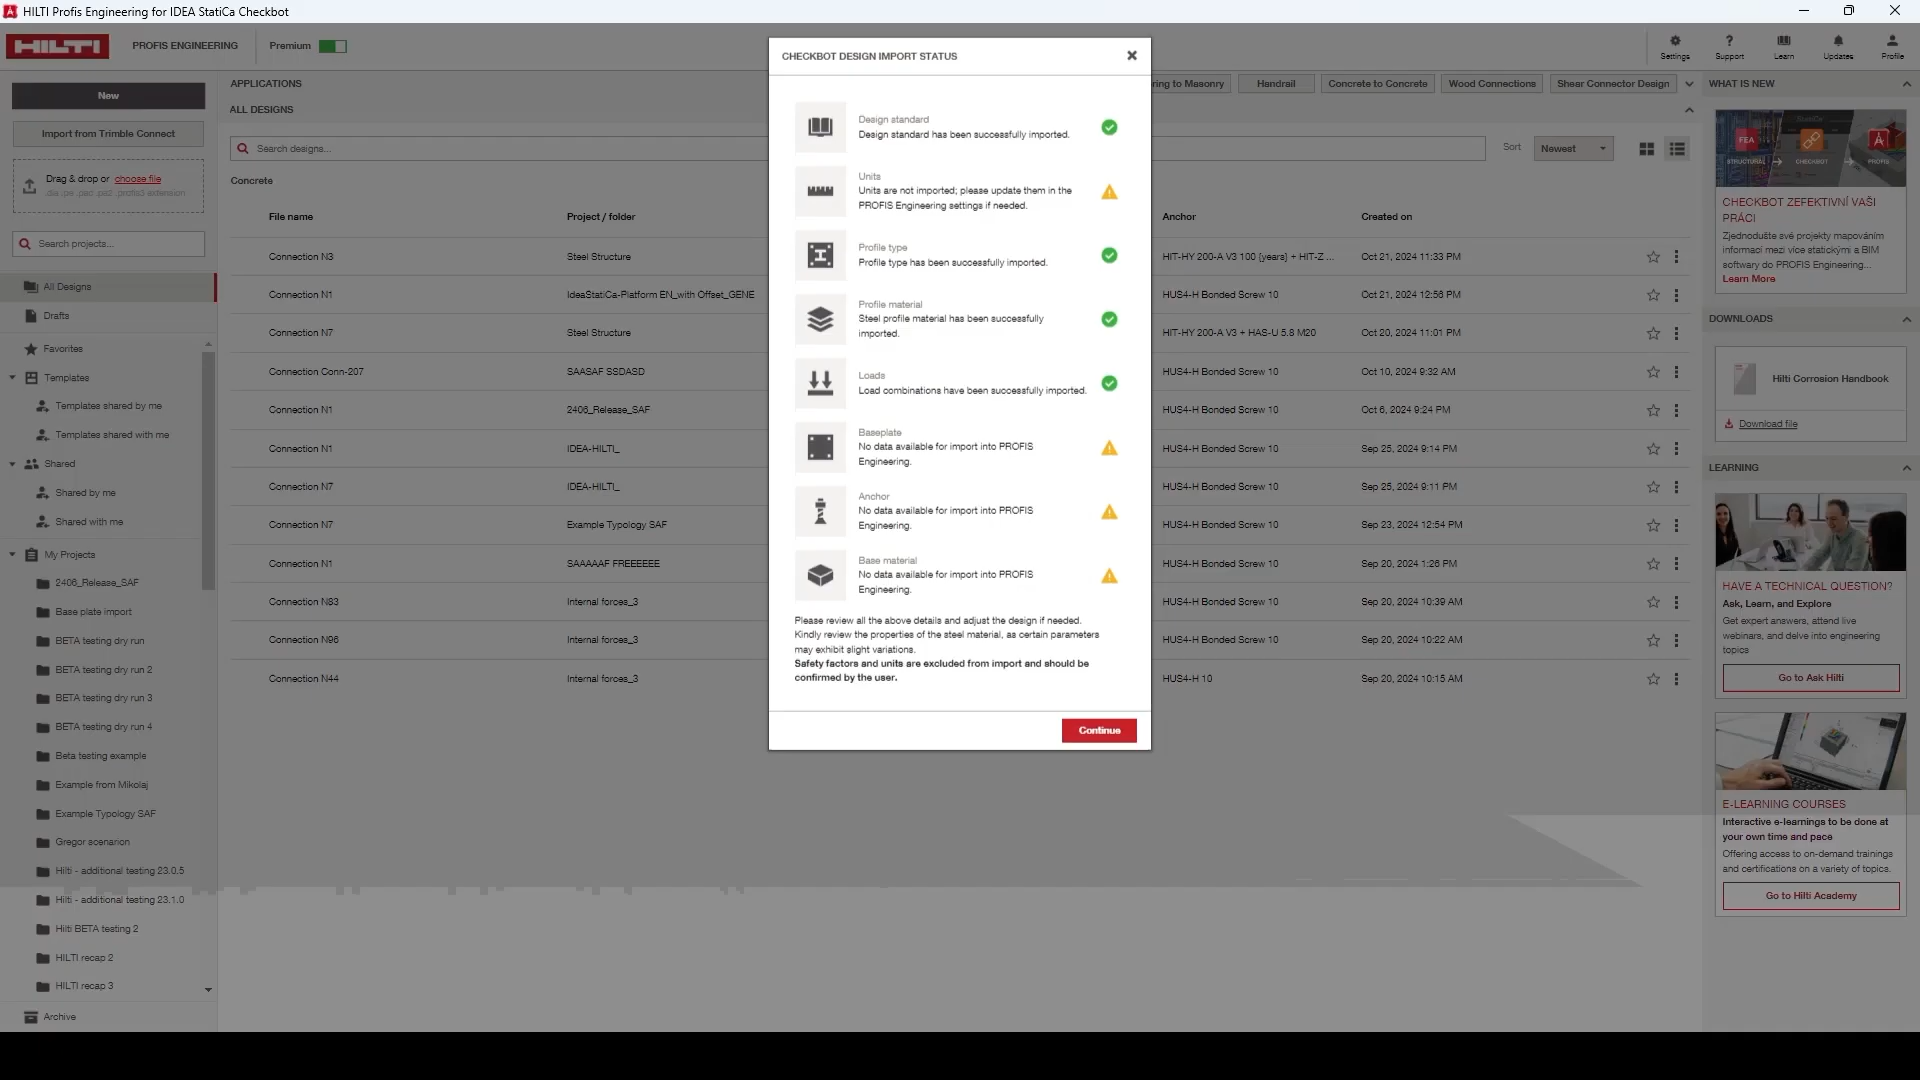 HILTI Profis Engineering for IDEA StatiCa Checkbot
HILTI
PROFIS ENGINEERING
Premium
Settings
Support
Learn
Updates
Profile
New
Import from Trimble Connect
Drag & drop or choose file
Search projects...
All Designs
Drafts
Favorites
Templates
Templates shared by me
Templates shared with me
Shared
Shared by me
Shared with me
My Projects
2406_Release_SAF
Base plate import
BETA testing dry run
BETA testing dry run 2
BETA testing dry run 3
BETA testing dry run 4
Beta testing example
Example from Mikolaj
Example Typology SAF
Gregor scenarion
Hilti - additional testing 23.0.5
Hilti - additional testing 23.1.0
Hilti BETA testing 2
HILTI recap 2
HILTI recap 3
Archive
APPLICATIONS
ring to Masonry
Handrail
Concrete to Concrete
Wood Connections
Shear Connector Design
ALL DESIGNS
Search designs...
Sort
Newest
Concrete
File name Project / folder Anchor Created on
Connection N3 Steel Structure HIT-HY 200-A V3 100 (years) + HIT-Z ... Oct 21, 2024 11:33 PM
Connection N1 IdeaStatiCa-Platform EN_with Offset_GENE HUS4-H Bonded Screw 10 Oct 21, 2024 12:56 PM
Connection N7 Steel Structure HIT-HY 200-A V3 + HAS-U 5.8 M20 Oct 20, 2024 11:01 PM
Connection Conn-207 SAASAF SSDASD HUS4-H Bonded Screw 10 Oct 10, 2024 9:32 AM
Connection N1 2406_Release_SAF HUS4-H Bonded Screw 10 Oct 6, 2024 9:24 PM
Connection N1 IDEA-HILTI_ HUS4-H Bonded Screw 10 Sep 25, 2024 9:14 PM
Connection N7 IDEA-HILTI_ HUS4-H Bonded Screw 10 Sep 25, 2024 9:11 PM
Connection N7 Example Typology SAF HUS4-H Bonded Screw 10 Sep 23, 2024 12:54 PM
Connection N1 SAAAAAF FREEEEEE HUS4-H Bonded Screw 10 Sep 20, 2024 1:26 PM
Connection N83 Internal forces_3 HUS4-H Bonded Screw 10 Sep 20, 2024 10:39 AM
Connection N96 Internal forces_3 HUS4-H Bonded Screw 10 Sep 20, 2024 10:22 AM
Connection N44 Internal forces_3 HUS4-H 10 Sep 20, 2024 10:15 AM
CHECKBOT DESIGN IMPORT STATUS
Design standard
Design standard has been successfully imported.
Units
Units are not imported; please update them in the
PROFIS Engineering settings if needed.
Profile type
Profile type has been successfully imported.
Profile material
Steel profile material has been successfully
imported.
Loads
Load combinations have been successfully imported.
Baseplate
No data available for import into PROFIS
Engineering.
Anchor
No data available for import into PROFIS
Engineering.
Base material
No data available for import into PROFIS
Engineering.
Please review all the above details and adjust the design if needed.
Kindly review the properties of the steel material, as certain parameters
may exhibit slight variations.
Safety factors and units are excluded from import and should be
confirmed by the user.
Continue
WHAT IS NEW
FEA
STRUCTURAL
CHECKBOT
PROFIS
CHECKBOT ZEFEKTIVNÍ VAŠI
PRÁCI
Zjednodušte své projekty mapováním
informací mezi více statickými a BIM
softwary do PROFIS Engineering...
Learn More
DOWNLOADS
Hilti Corrosion Handbook
Download file
LEARNING
HAVE A TECHNICAL QUESTION?
Ask, Learn, and Explore
Get expert answers, attend live
webinars, and delve into engineering
topics
Go to Ask Hilti
E-LEARNING COURSES
Interactive e-learnings to be done at
your own time and pace
Offering access to on-demand trainings
and certifications on a variety of topics.
Go to Hilti Academy